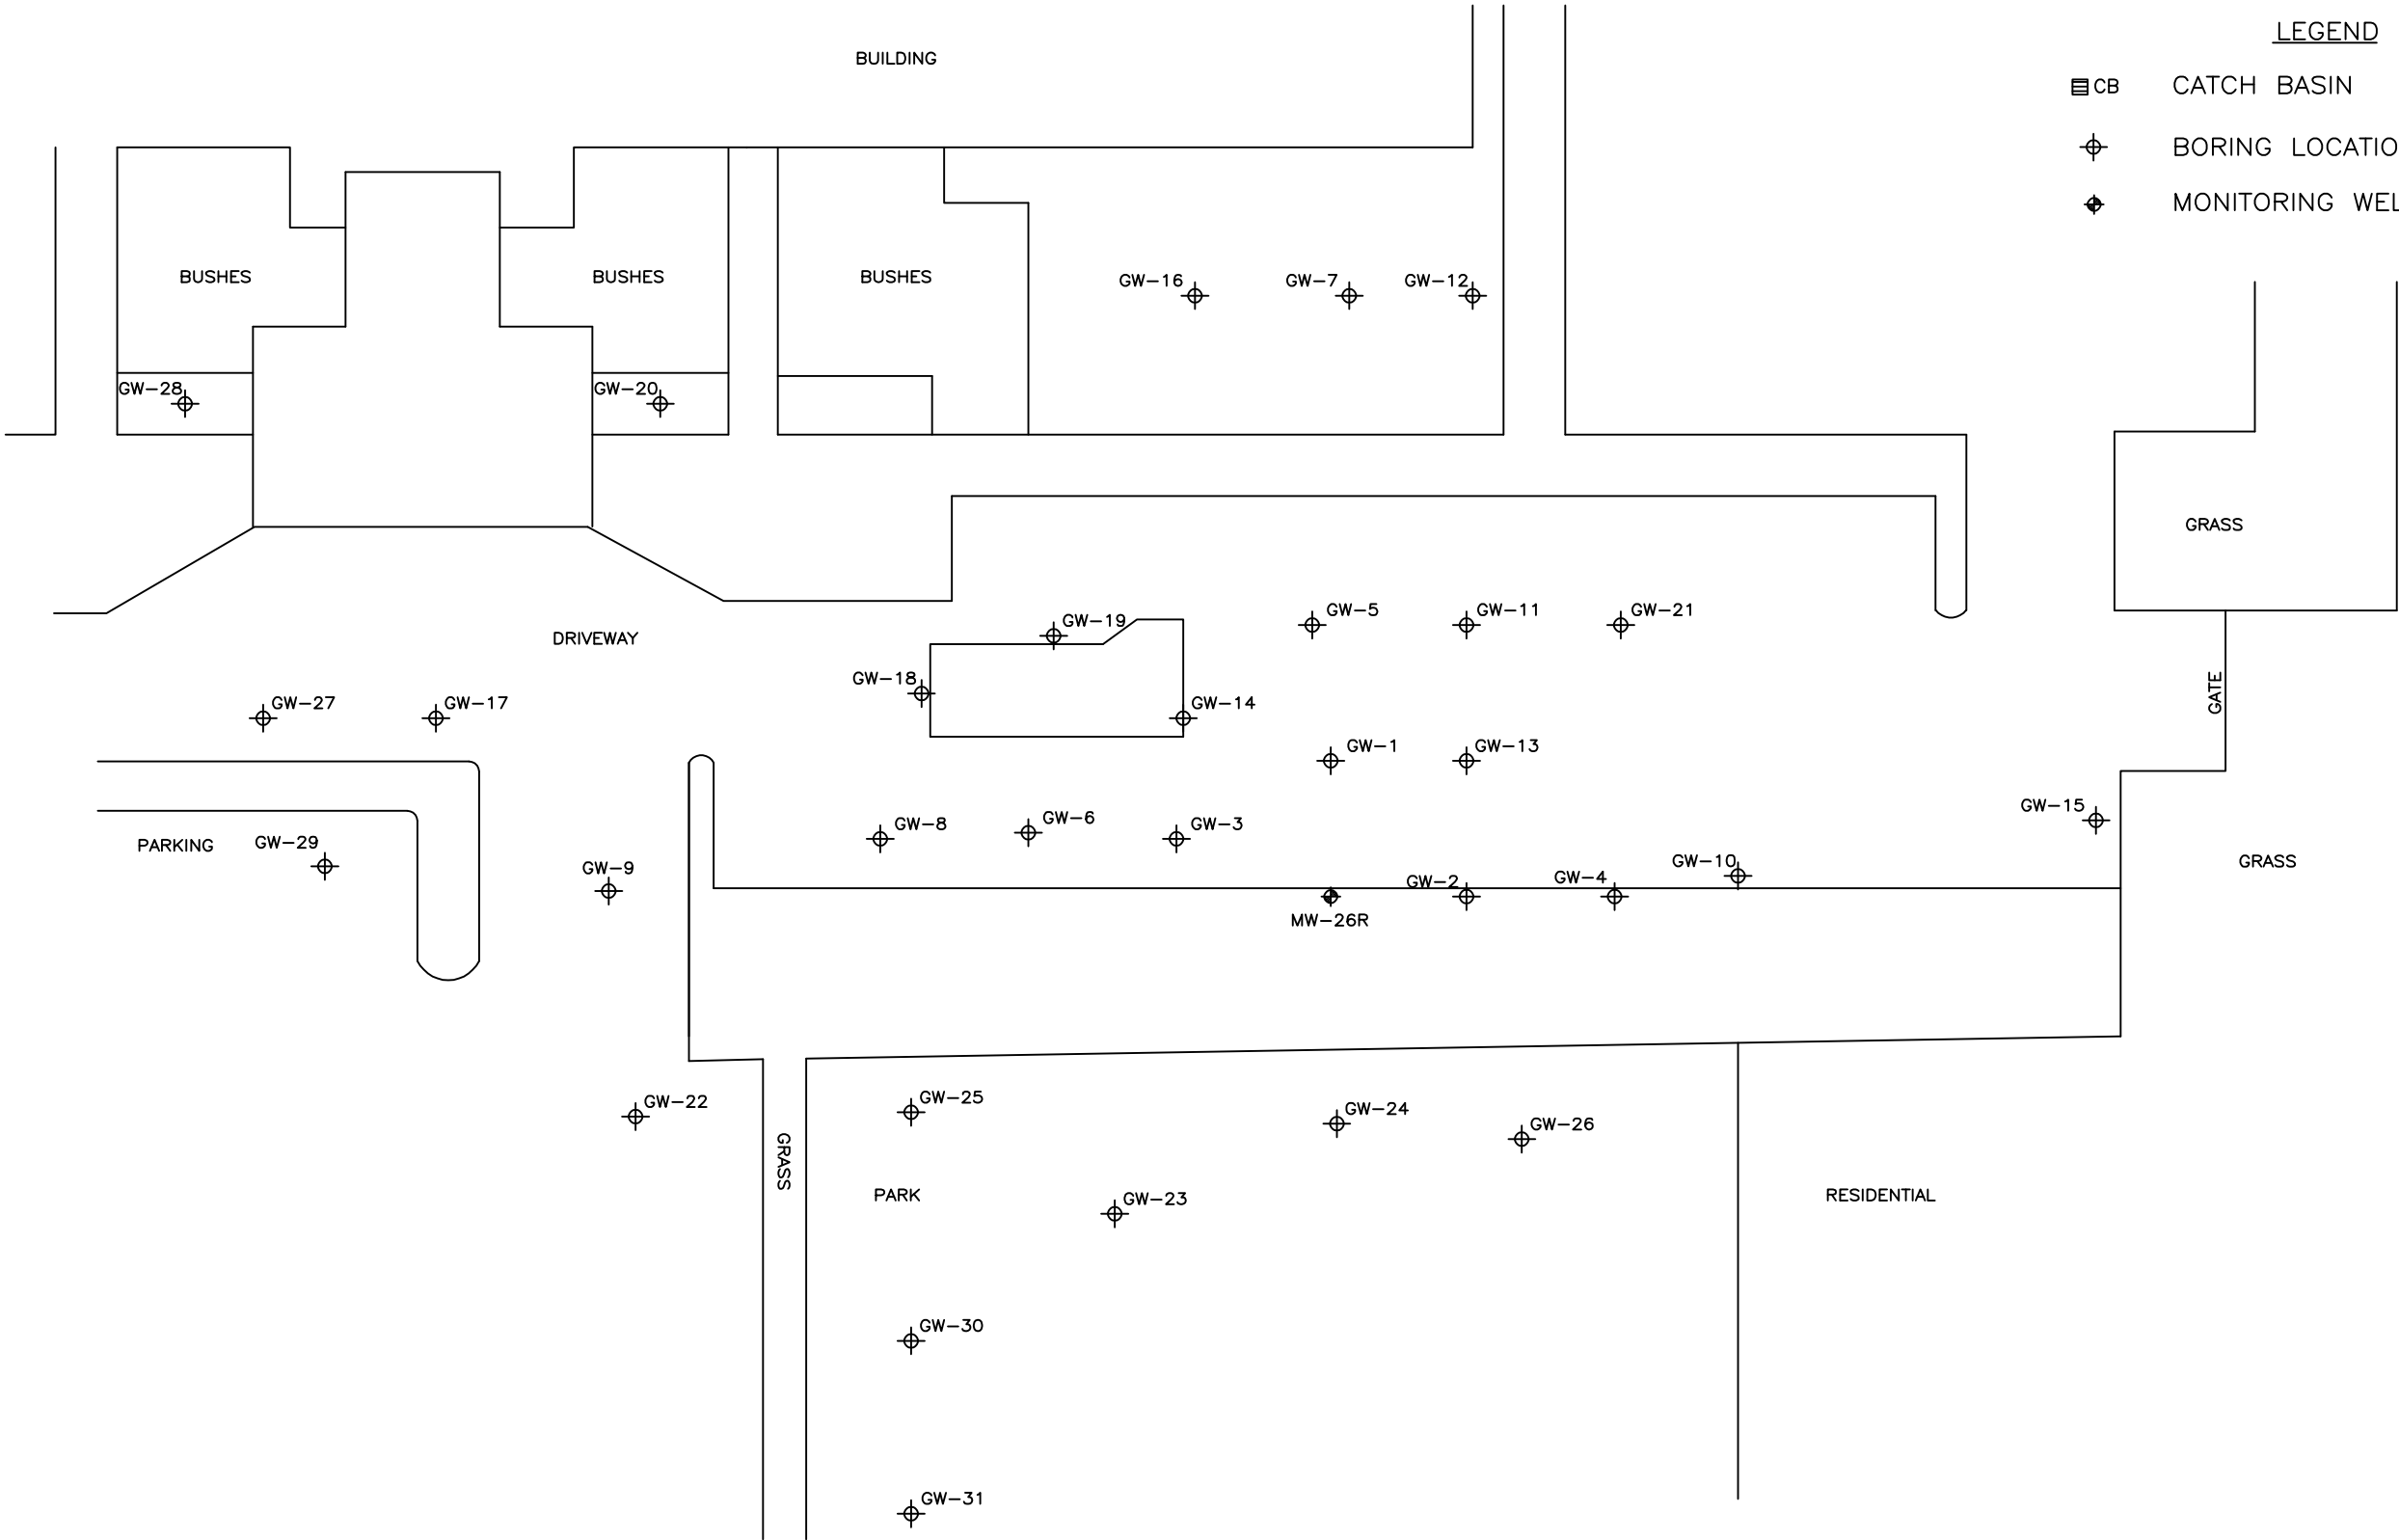 LEGEND
BUILDING
CB CATCH BASIN
BORING LOCATIO
MONITORING WEL
BUSHES
BUSHES
BUSHES
GW-16
GW-7
GW-12
GW-28
GW-20
GRASS
GW-19
GW-5
GW-11
GW-21
DRIVEWAY
GW-18
GATE
GW-27
GW-17
GW-14
GW-1
GW-13
GW-15
GW-8
GW-6
GW-3
PARKING
GW-29
GW-9
GW-2
GW-4
GW-10
GRASS
MW-26R
GW-22
GW-25
GW-24
GW-26
GRASS
PARK
GW-23
RESIDENTIAL
GW-30
GW-31